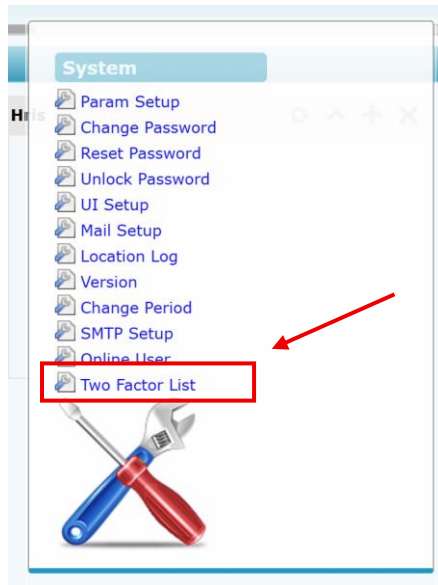 System
Hris
Param Setup
Change Password
Reset Password
Unlock Password
UI Setup
Mail Setup
Location Log
Version
Change Period
SMTP Setup
Online User
Two Factor List